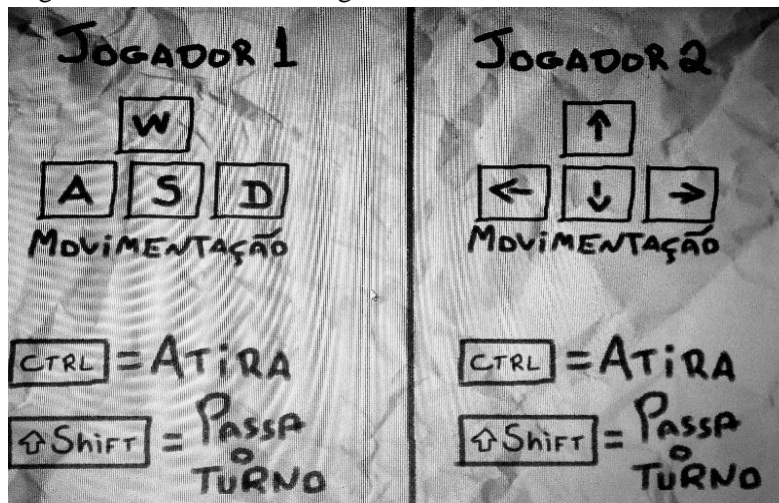 JOGADOR 1
W
A S D
MOVIMENTAÇÃO
CTRL = ATIRA
⇧ ShiFT = PASSA
O
TURNO
JOGADOR 2
↑
← ↓ →
MOVIMENTAÇÃO
CTRL = ATIRA
⇧ ShiFT = PASSA
O
TURNO